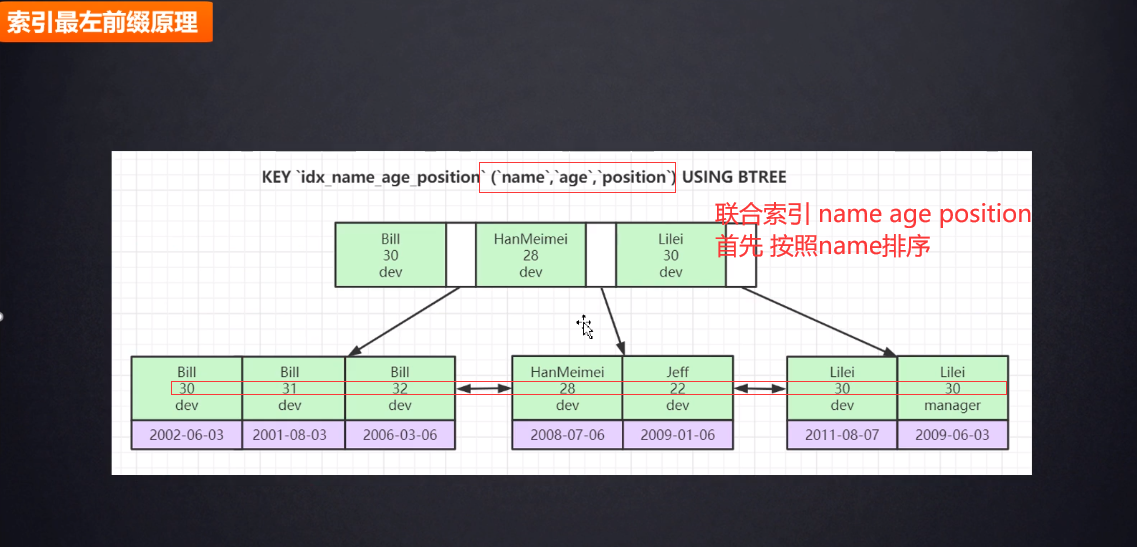 索引最左前缀原理
KEY `idx_name_age_position` (`name`,`age`,`position`) USING BTREE
联合索引 name age position
首先 按照name排序
Bill
30
dev
HanMeimei
28
dev
Lilei
30
dev
Bill
30
dev
2002-06-03
Bill
31
dev
2001-08-03
Bill
32
dev
2006-03-06
HanMeimei
28
dev
2008-07-06
Jeff
22
dev
2009-01-06
Lilei
30
dev
2011-08-07
Lilei
30
manager
2009-06-03